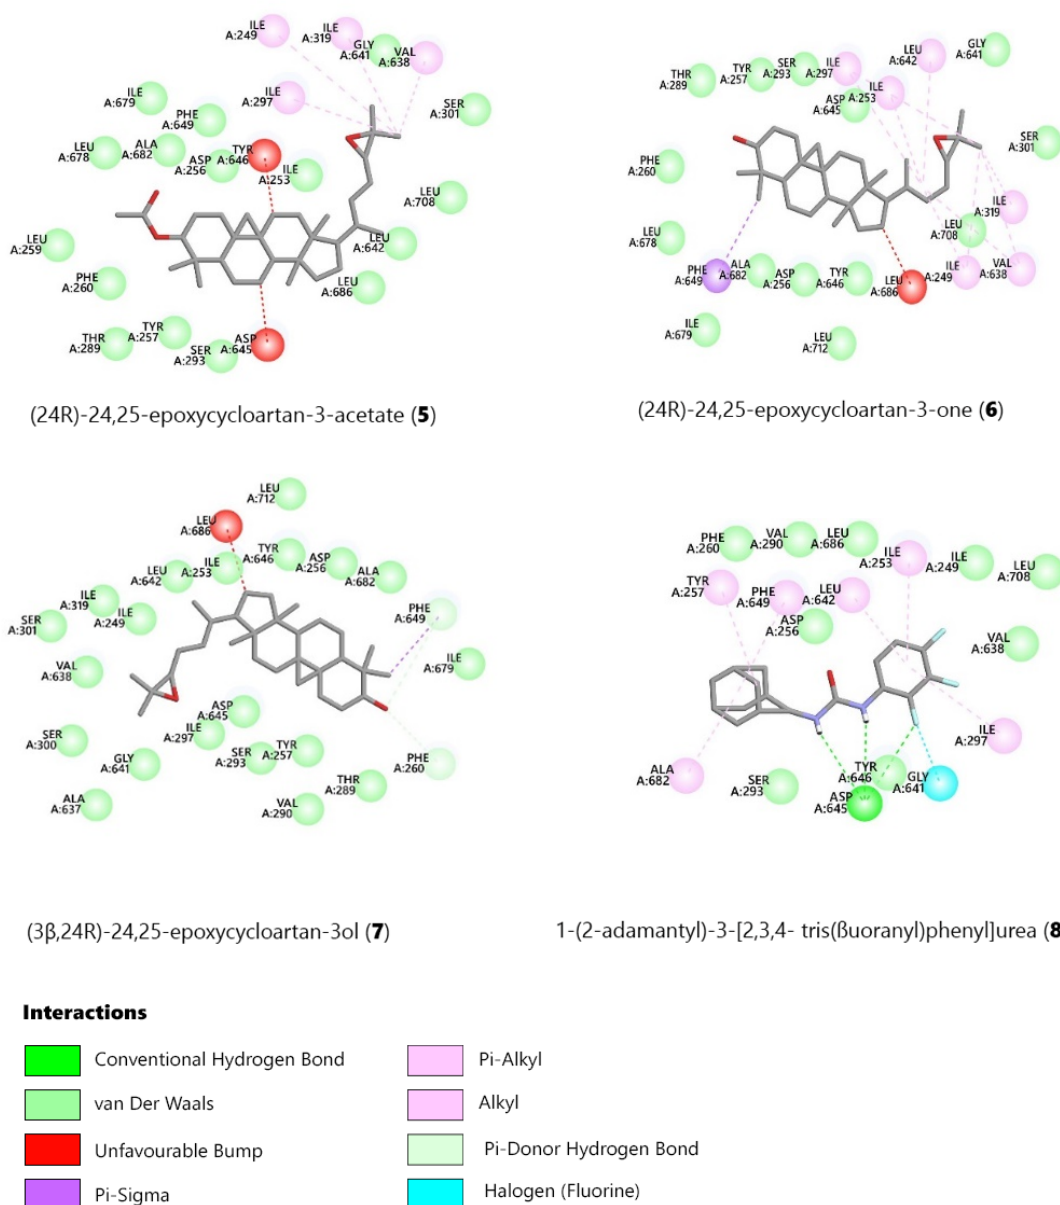 ILE
A:249
ILE
A:319
GLY
A:641
VAL
A:638
ILE
A:679
ILE
A:297
PHE
A:649
SER
A:301
LEU
A:678
ALA
A:682
ASP
A:256
TYR
A:646
ILE
A:253
LEU
A:708
LEU
A:259
LEU
A:642
PHE
A:260
LEU
A:686
THR
A:289
TYR
A:257
SER
A:293
ASP
A:645
(24R)-24,25-epoxycycloartan-3-acetate (5)
THR
A:289
TYR
A:257
SER
A:293
ILE
A:297
LEU
A:642
GLY
A:641
ASP
A:645
ILE
A:253
SER
A:301
PHE
A:260
ILE
A:319
LEU
A:678
LEU
A:708
PHE
A:649
ALA
A:682
ASP
A:256
TYR
A:646
LEU
A:686
ILE
A:249
VAL
A:638
ILE
A:679
LEU
A:712
(24R)-24,25-epoxycycloartan-3-one (6)
LEU
A:712
LEU
A:686
LEU
A:642
ILE
A:253
TYR
A:646
ASP
A:256
ALA
A:682
SER
A:301
ILE
A:319
ILE
A:249
PHE
A:649
VAL
A:638
ILE
A:679
SER
A:300
ASP
A:645
ILE
A:297
GLY
A:641
SER
A:293
TYR
A:257
PHE
A:260
ALA
A:637
VAL
A:290
THR
A:289
(3β,24R)-24,25-epoxycycloartan-3ol (7)
PHE
A:260
VAL
A:290
LEU
A:686
ILE
A:253
ILE
A:249
LEU
A:708
TYR
A:257
PHE
A:649
LEU
A:642
ASP
A:256
VAL
A:638
ILE
A:297
ALA
A:682
SER
A:293
TYR
A:646
GLY
A:641
ASP
A:645
1-(2-adamantyl)-3-[2,3,4- tris(ßuoranyl)phenyl]urea (8
Interactions
Conventional Hydrogen Bond
van Der Waals
Unfavourable Bump
Pi-Sigma
Pi-Alkyl
Alkyl
Pi-Donor Hydrogen Bond
Halogen (Fluorine)